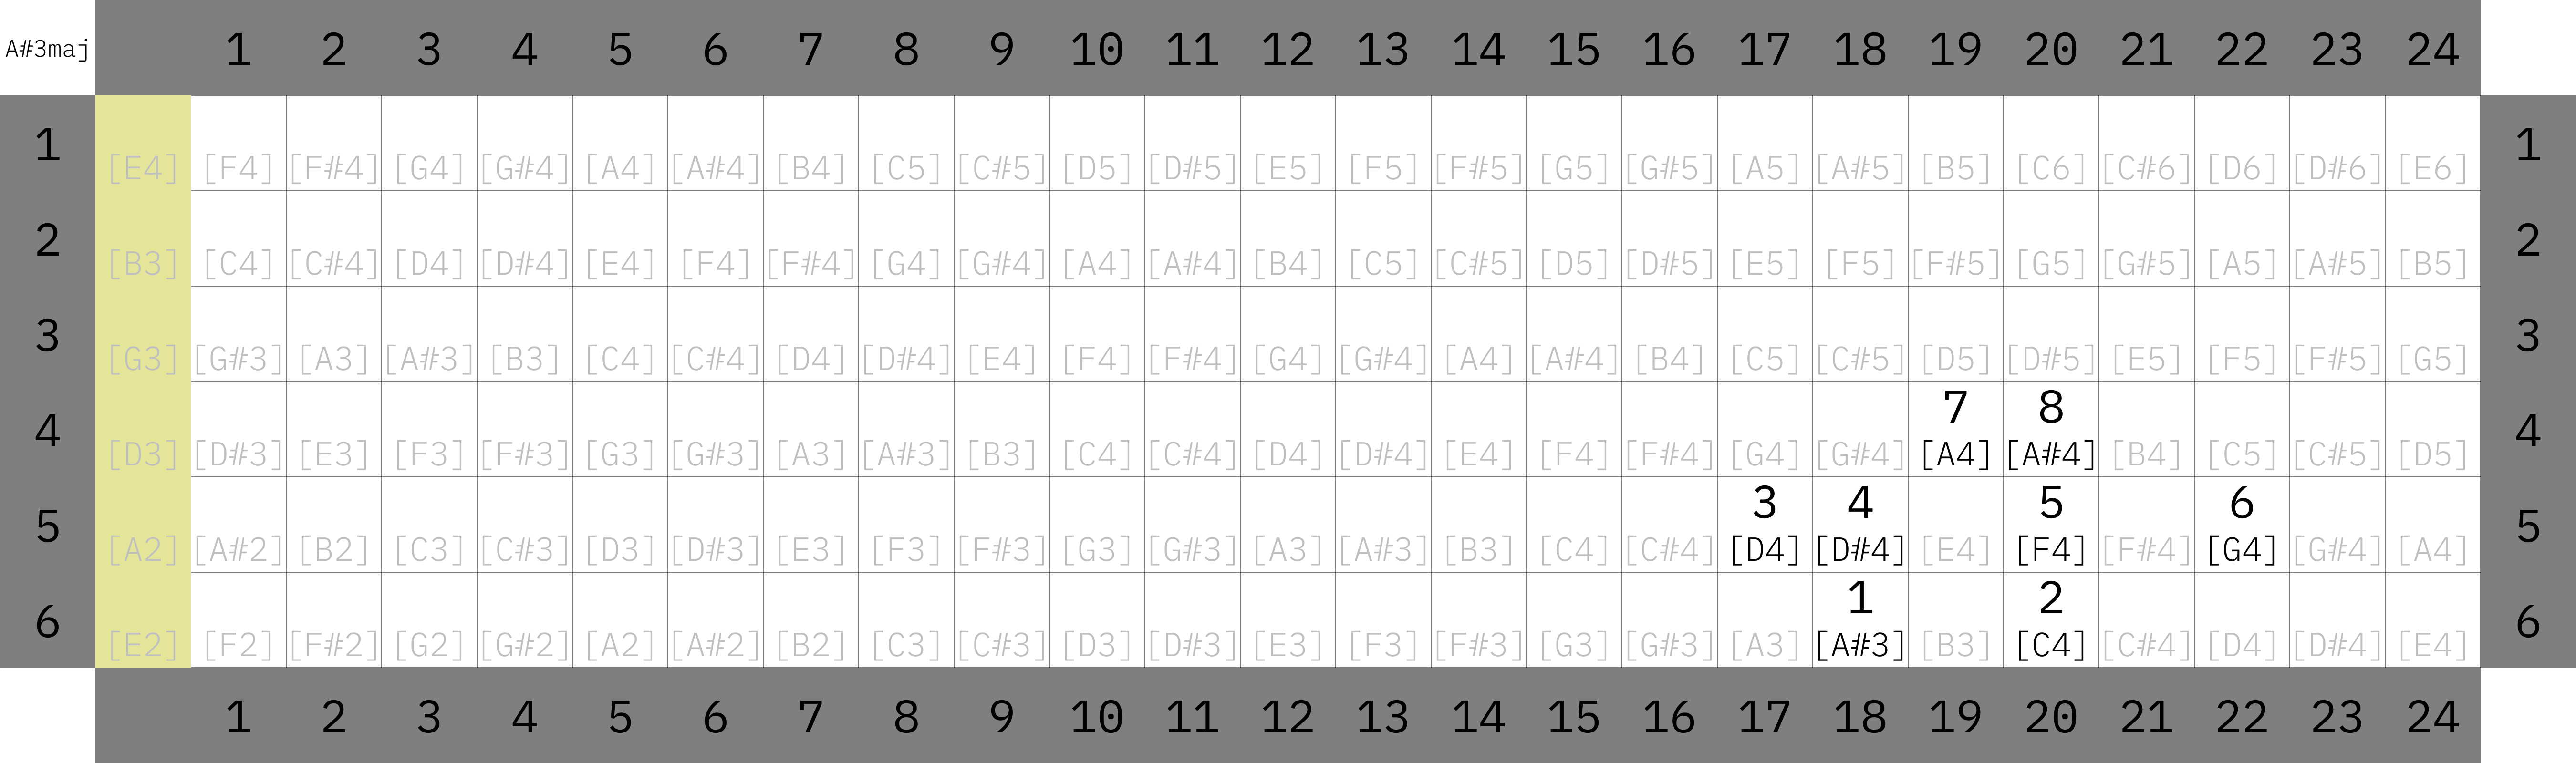 A#3maj 1 2 3 4 5 6 7 8 9 10 11 12 13 14 15 16 17 18 19 20 21 22 23 24
1 [E4] [F4] [F#4] [G4] [G#4] [A4] [A#4] [B4] [C5] [C#5] [D5] [D#5] [E5] [F5] [F#5] [G5] [G#5] [A5] [A#5] [B5] [C6] [C#6] [D6] [D#6] [E6] 1
2 [B3] [C4] [C#4] [D4] [D#4] [E4] [F4] [F#4] [G4] [G#4] [A4] [A#4] [B4] [C5] [C#5] [D5] [D#5] [E5] [F5] [F#5] [G5] [G#5] [A5] [A#5] [B5] 2
3 [G3] [G#3] [A3] [A#3] [B3] [C4] [C#4] [D4] [D#4] [E4] [F4] [F#4] [G4] [G#4] [A4] [A#4] [B4] [C5] [C#5] [D5] [D#5] [E5] [F5] [F#5] [G5] 3
7 8
4 [D3] [D#3] [E3] [F3] [F#3] [G3] [G#3] [A3] [A#3] [B3] [C4] [C#4] [D4] [D#4] [E4] [F4] [F#4] [G4] [G#4] [A4] [A#4] [B4] [C5] [C#5] [D5] 4
3 4 5 6
5 [A2] [A#2] [B2] [C3] [C#3] [D3] [D#3] [E3] [F3] [F#3] [G3] [G#3] [A3] [A#3] [B3] [C4] [C#4] [D4] [D#4] [E4] [F4] [F#4] [G4] [G#4] [A4] 5
1 2
6 [E2] [F2] [F#2] [G2] [G#2] [A2] [A#2] [B2] [C3] [C#3] [D3] [D#3] [E3] [F3] [F#3] [G3] [G#3] [A3] [A#3] [B3] [C4] [C#4] [D4] [D#4] [E4] 6
1 2 3 4 5 6 7 8 9 10 11 12 13 14 15 16 17 18 19 20 21 22 23 24